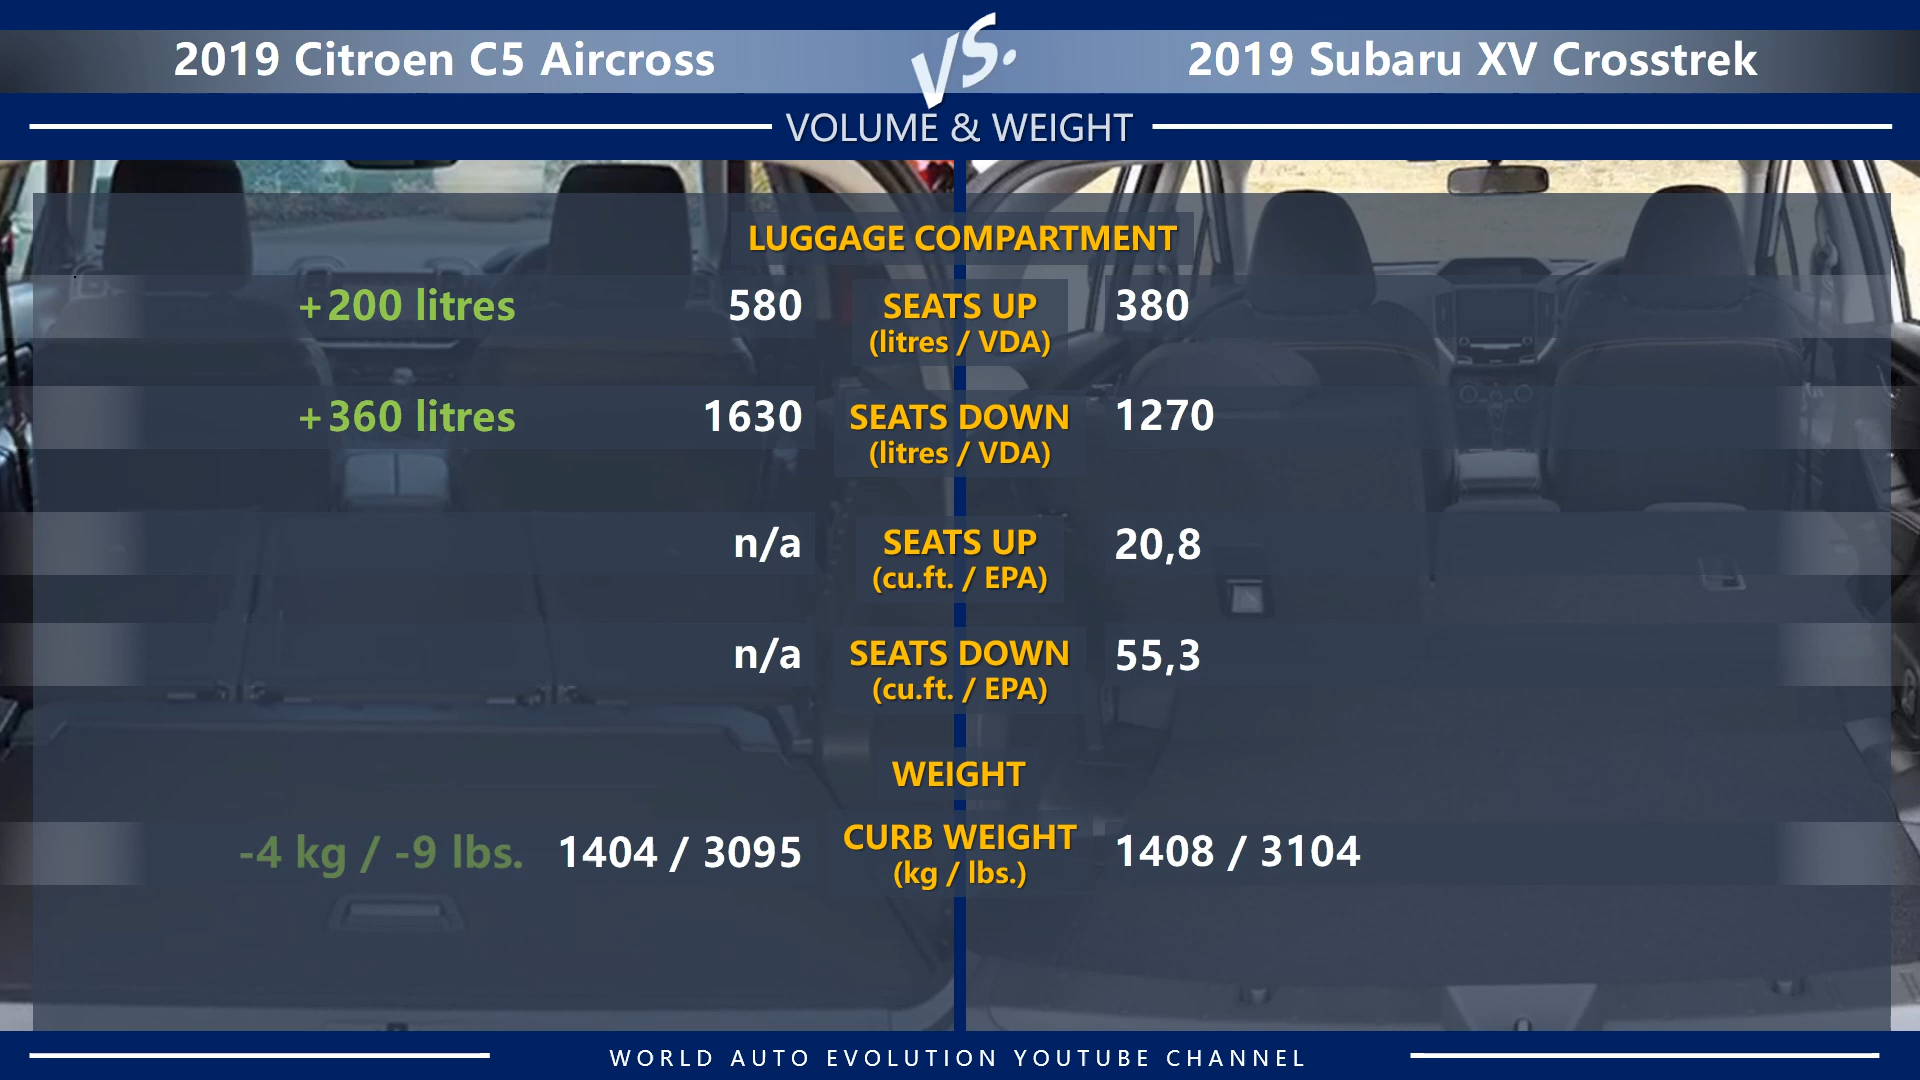 2019 Citroen C5 Aircross VS. 2019 Subaru XV Crosstrek
VOLUME & WEIGHT
LUGGAGE COMPARTMENT
+200 litres 580 SEATS UP 380
(litres / VDA)
+360 litres 1630 SEATS DOWN 1270
(litres / VDA)
n/a SEATS UP 20,8
(cu.ft. / EPA)
n/a SEATS DOWN 55,3
(cu.ft. / EPA)
WEIGHT
-4 kg / -9 lbs. 1404 / 3095 CURB WEIGHT 1408 / 3104
(kg / lbs.)
WORLD AUTO EVOLUTION YOUTUBE CHANNEL